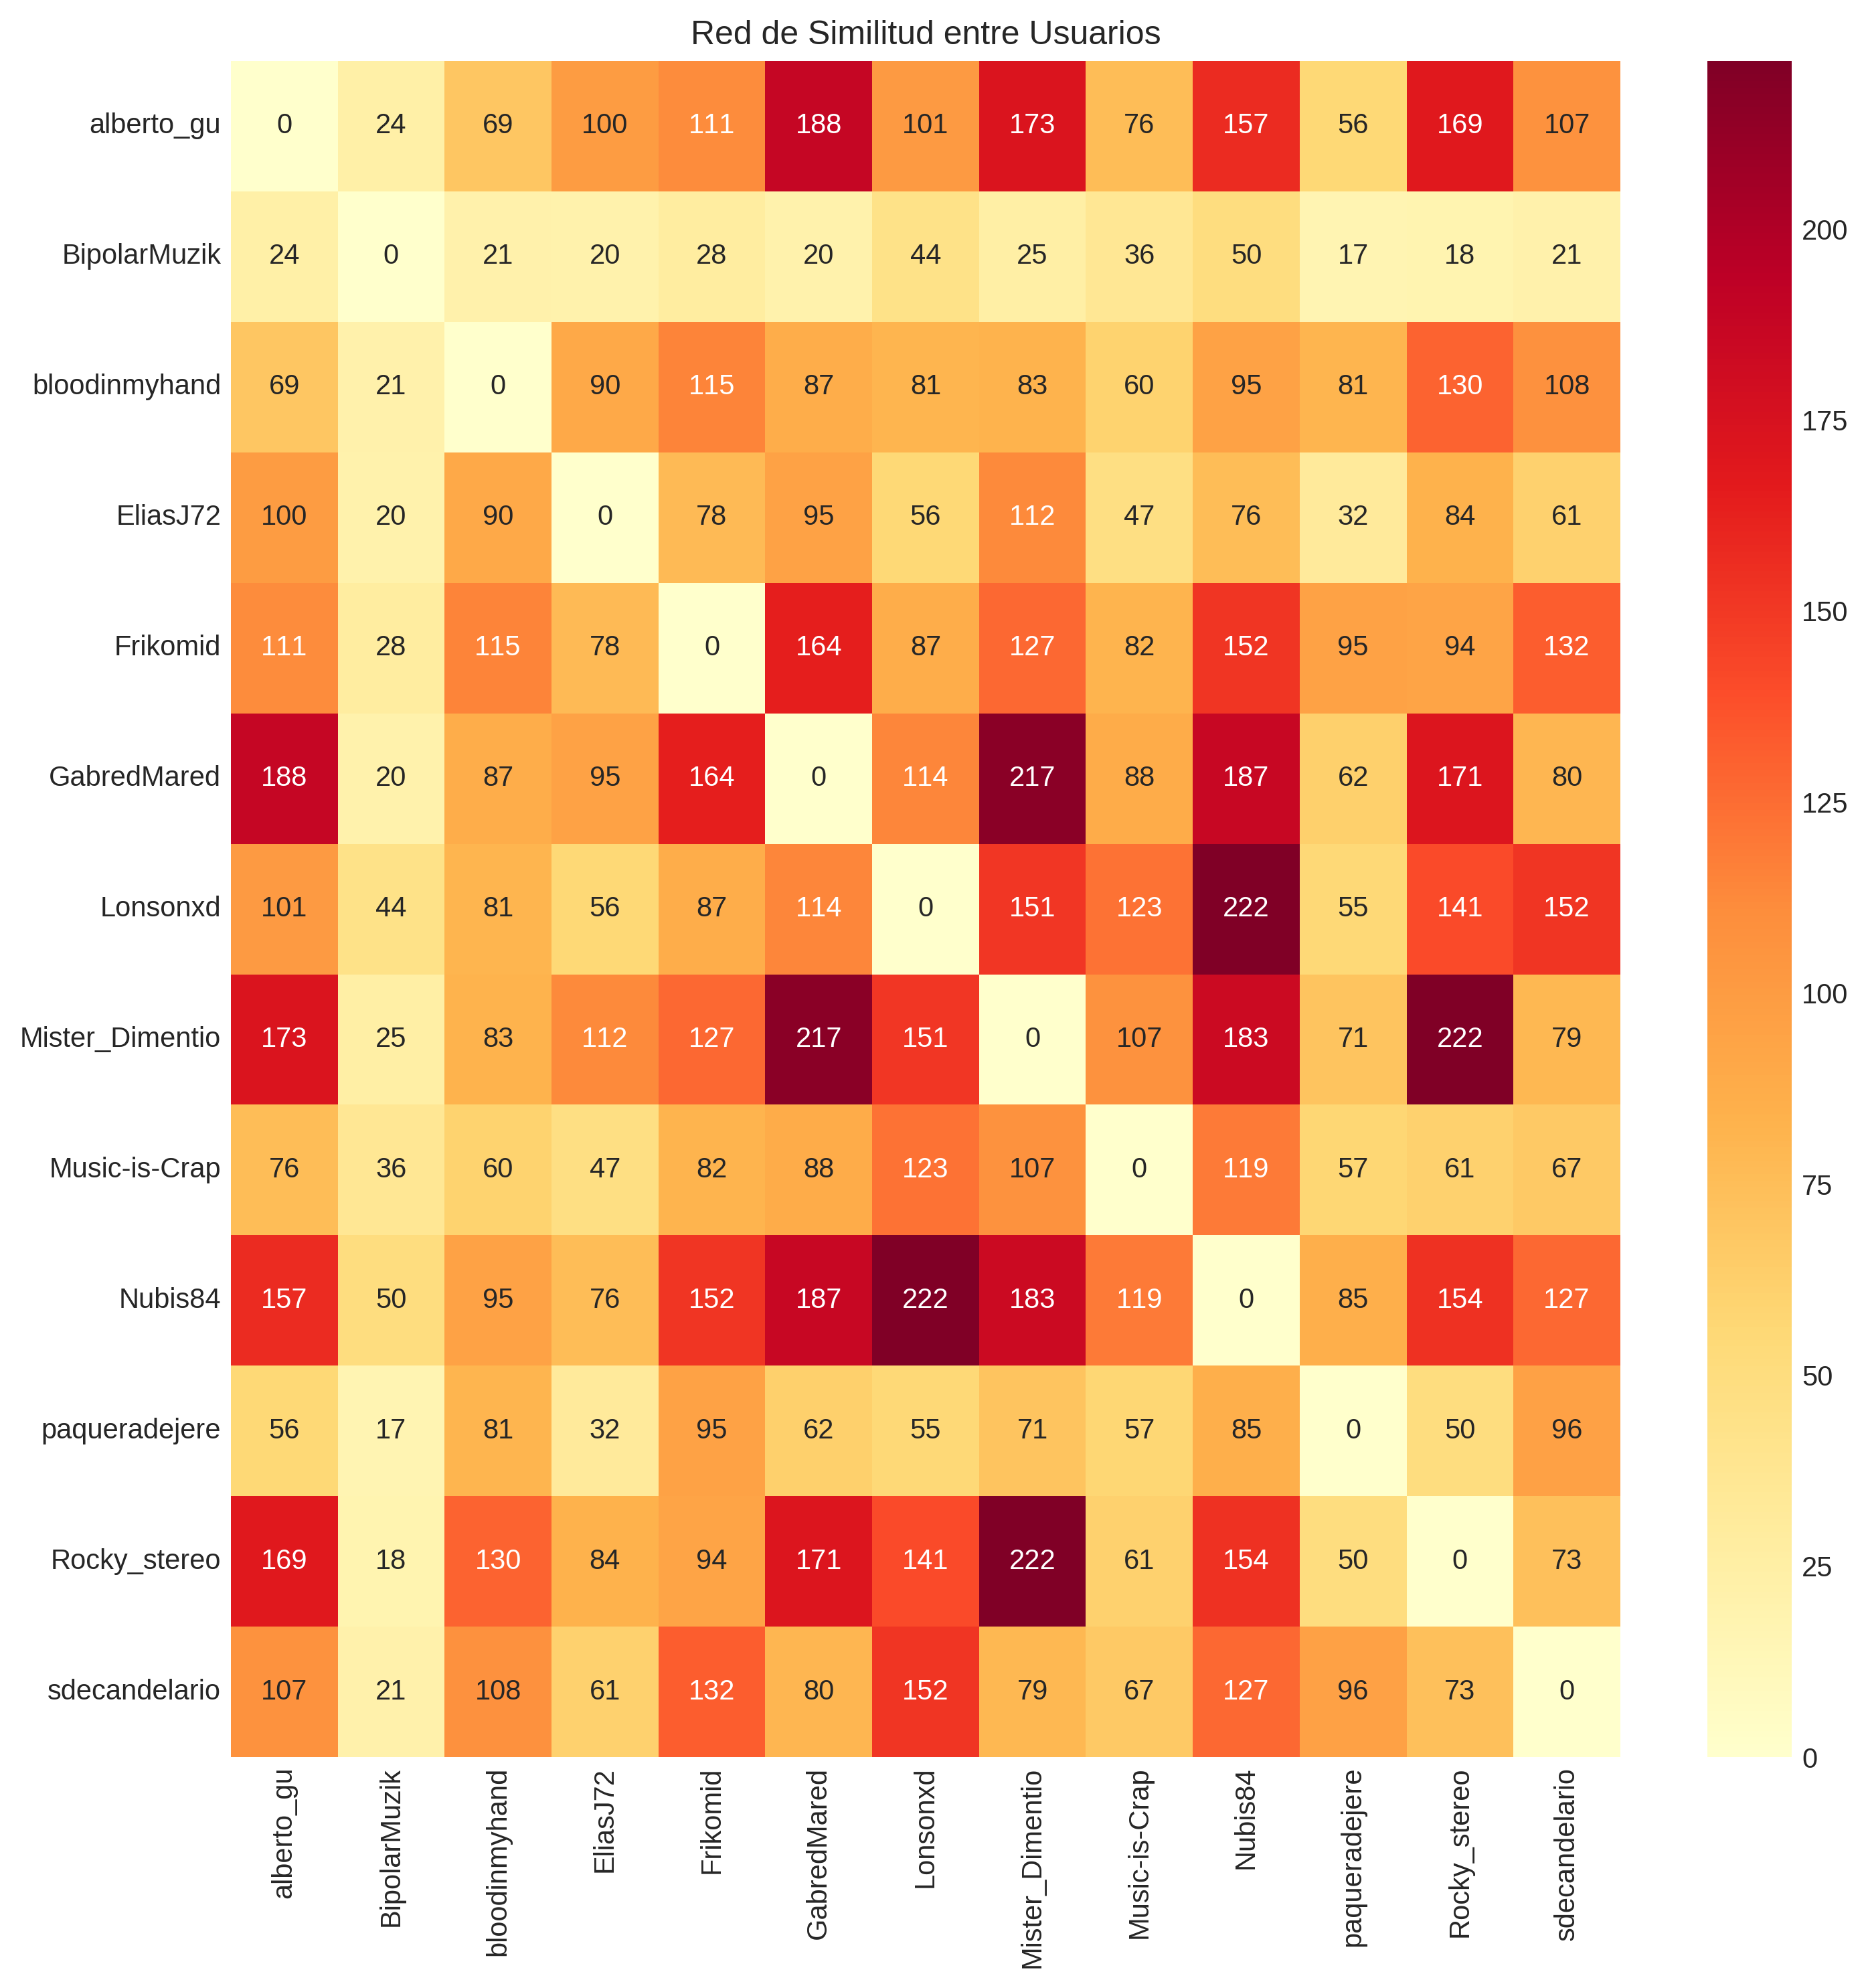 Red de Similitud entre Usuarios
alberto_gu 0 24 69 100 111 188 101 173 76 157 56 169 107
BipolarMuzik 24 0 21 20 28 20 44 25 36 50 17 18 21
bloodinmyhand 69 21 0 90 115 87 81 83 60 95 81 130 108
EliasJ72 100 20 90 0 78 95 56 112 47 76 32 84 61
Frikomid 111 28 115 78 0 164 87 127 82 152 95 94 132
GabredMared 188 20 87 95 164 0 114 217 88 187 62 171 80
Lonsonxd 101 44 81 56 87 114 0 151 123 222 55 141 152
Mister_Dimentio 173 25 83 112 127 217 151 0 107 183 71 222 79
Music-is-Crap 76 36 60 47 82 88 123 107 0 119 57 61 67
Nubis84 157 50 95 76 152 187 222 183 119 0 85 154 127
paqueradejere 56 17 81 32 95 62 55 71 57 85 0 50 96
Rocky_stereo 169 18 130 84 94 171 141 222 61 154 50 0 73
sdecandelario 107 21 108 61 132 80 152 79 67 127 96 73 0
alberto_gu
BipolarMuzik
bloodinmyhand
EliasJ72
Frikomid
GabredMared
Lonsonxd
Mister_Dimentio
Music-is-Crap
Nubis84
paqueradejere
Rocky_stereo
sdecandelario
200
175
150
125
100
75
50
25
0